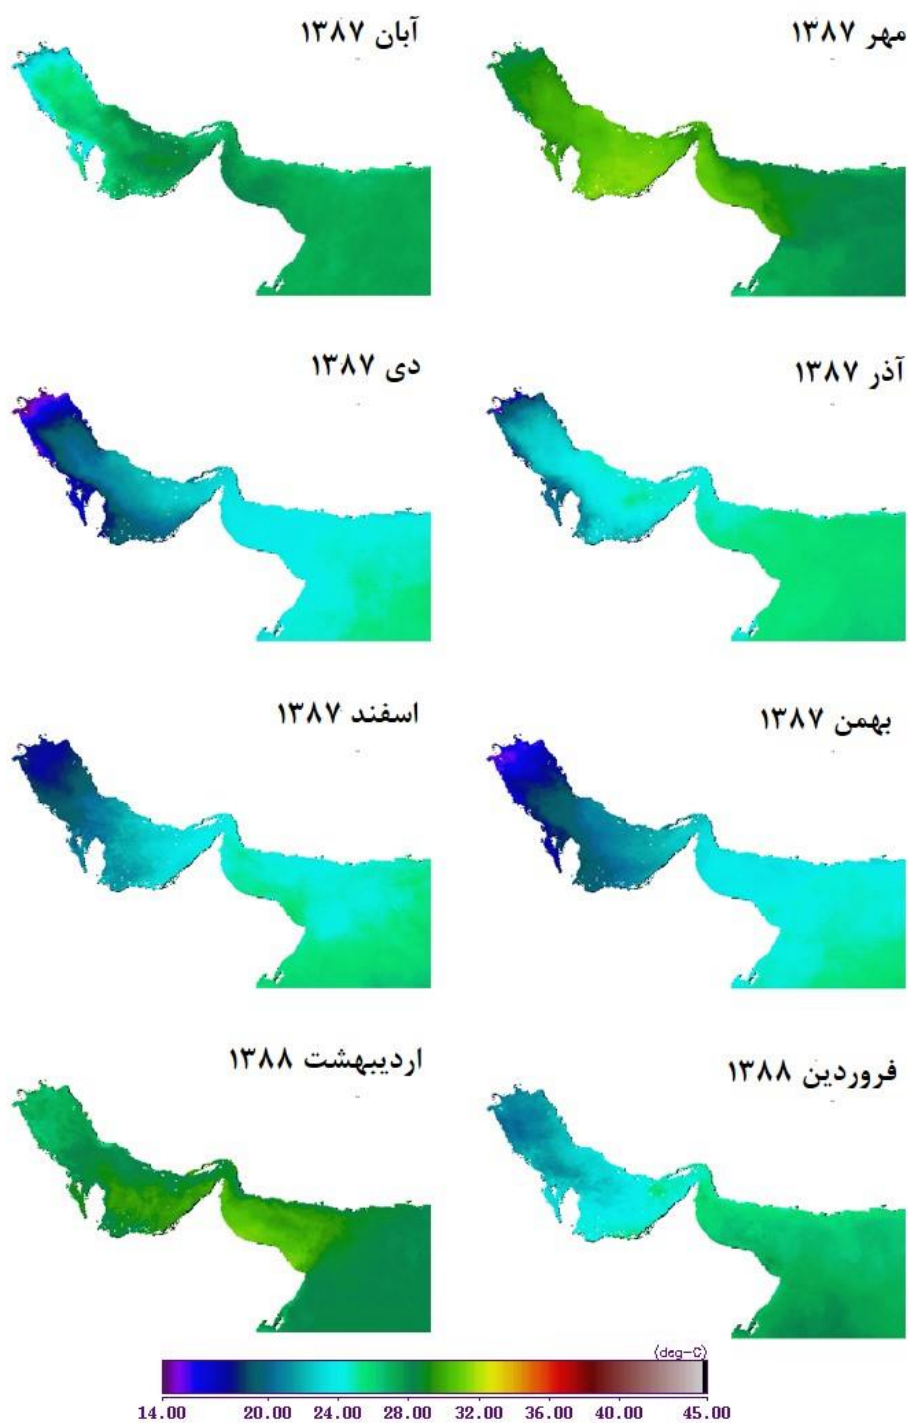 مهر ۱۳۸۷
آبان ۱۳۸۷
آذر ۱۳۸۷
دی ۱۳۸۷
بهمن ۱۳۸۷
اسفند ۱۳۸۷
فروردین ۱۳۸۸
اردیبهشت ۱۳۸۸
(deg-C)
14.00 20.00 24.00 28.00 32.00 36.00 40.00 45.00